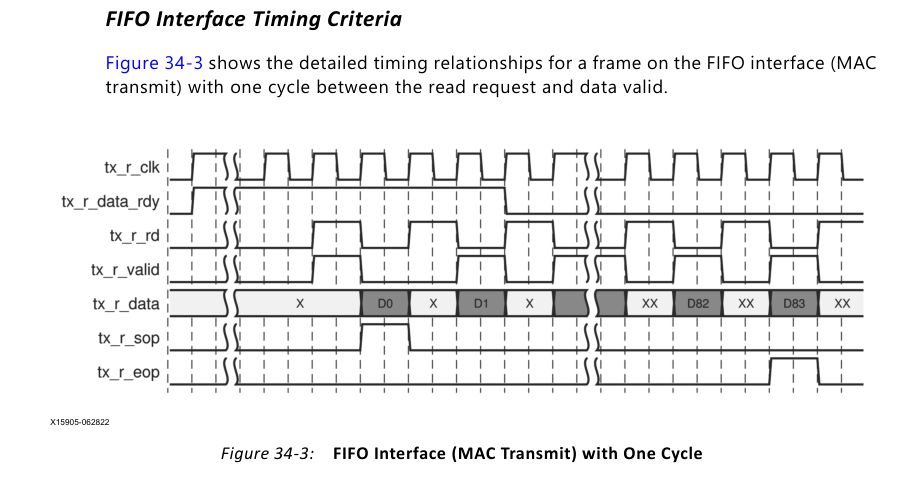 FIFO Interface Timing Criteria
Figure 34-3 shows the detailed timing relationships for a frame on the FIFO interface (MAC
transmit) with one cycle between the read request and data valid.
tx_r_clk
tx_r_data_rdy
tx_r_rd
tx_r_valid
tx_r_data X D0 X D1 X XX D82 XX D83 XX
tx_r_sop
tx_r_eop
X15905-062822
Figure 34-3: FIFO Interface (MAC Transmit) with One Cycle